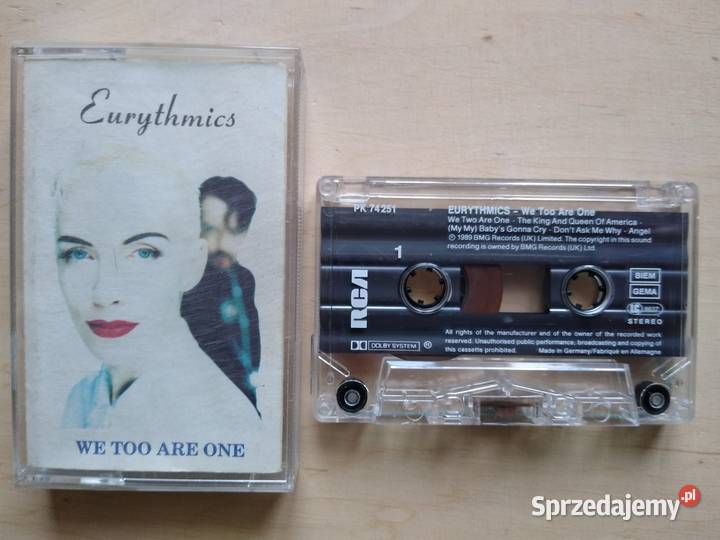 Eurythmics
WE TOO ARE ONE
PK 74251
EURYTHMICS – We Too Are One
We Two Are One - The King And Queen Of America -
(My My) Baby's Gonna Cry - Don't Ask Me Why - Angel
℗ 1989 BMG Records (UK) Limited. The copyright in this sound
recording is owned by BMG Records (UK) Ltd.
1
RCA
BIEM
GEMA
STEREO
DOLBY SYSTEM ®
All rights of the manufacturer and of the owner of the recorded work
reserved. Unauthorised public performance, broadcasting and copying of
this cassette prohibited. Made in Germany/Fabriqué en Allemagne
Sprzedajemy.pl